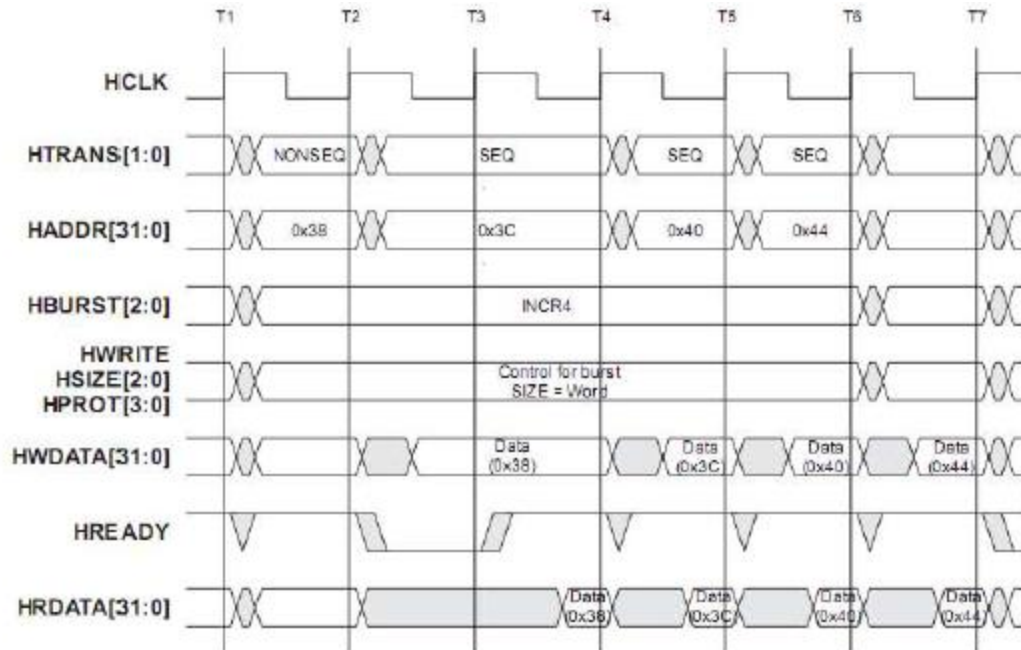 T1 T2 T3 T4 T5 T6 T7
HCLK
HTRANS[1:0] NONSEQ SEQ SEQ SEQ
HADDR[31:0] 0x38 0x3C 0x40 0x44
HBURST[2:0] INCR4
HWRITE
HSIZE[2:0] Control for burst
HPROT[3:0] SIZE = Word
HWDATA[31:0] Data Data Data Data
(0x38) (0x3C) (0x40) (0x44)
HREADY
HRDATA[31:0] Data Data Data Data
(0x38) (0x3C) (0x40) (0x44)